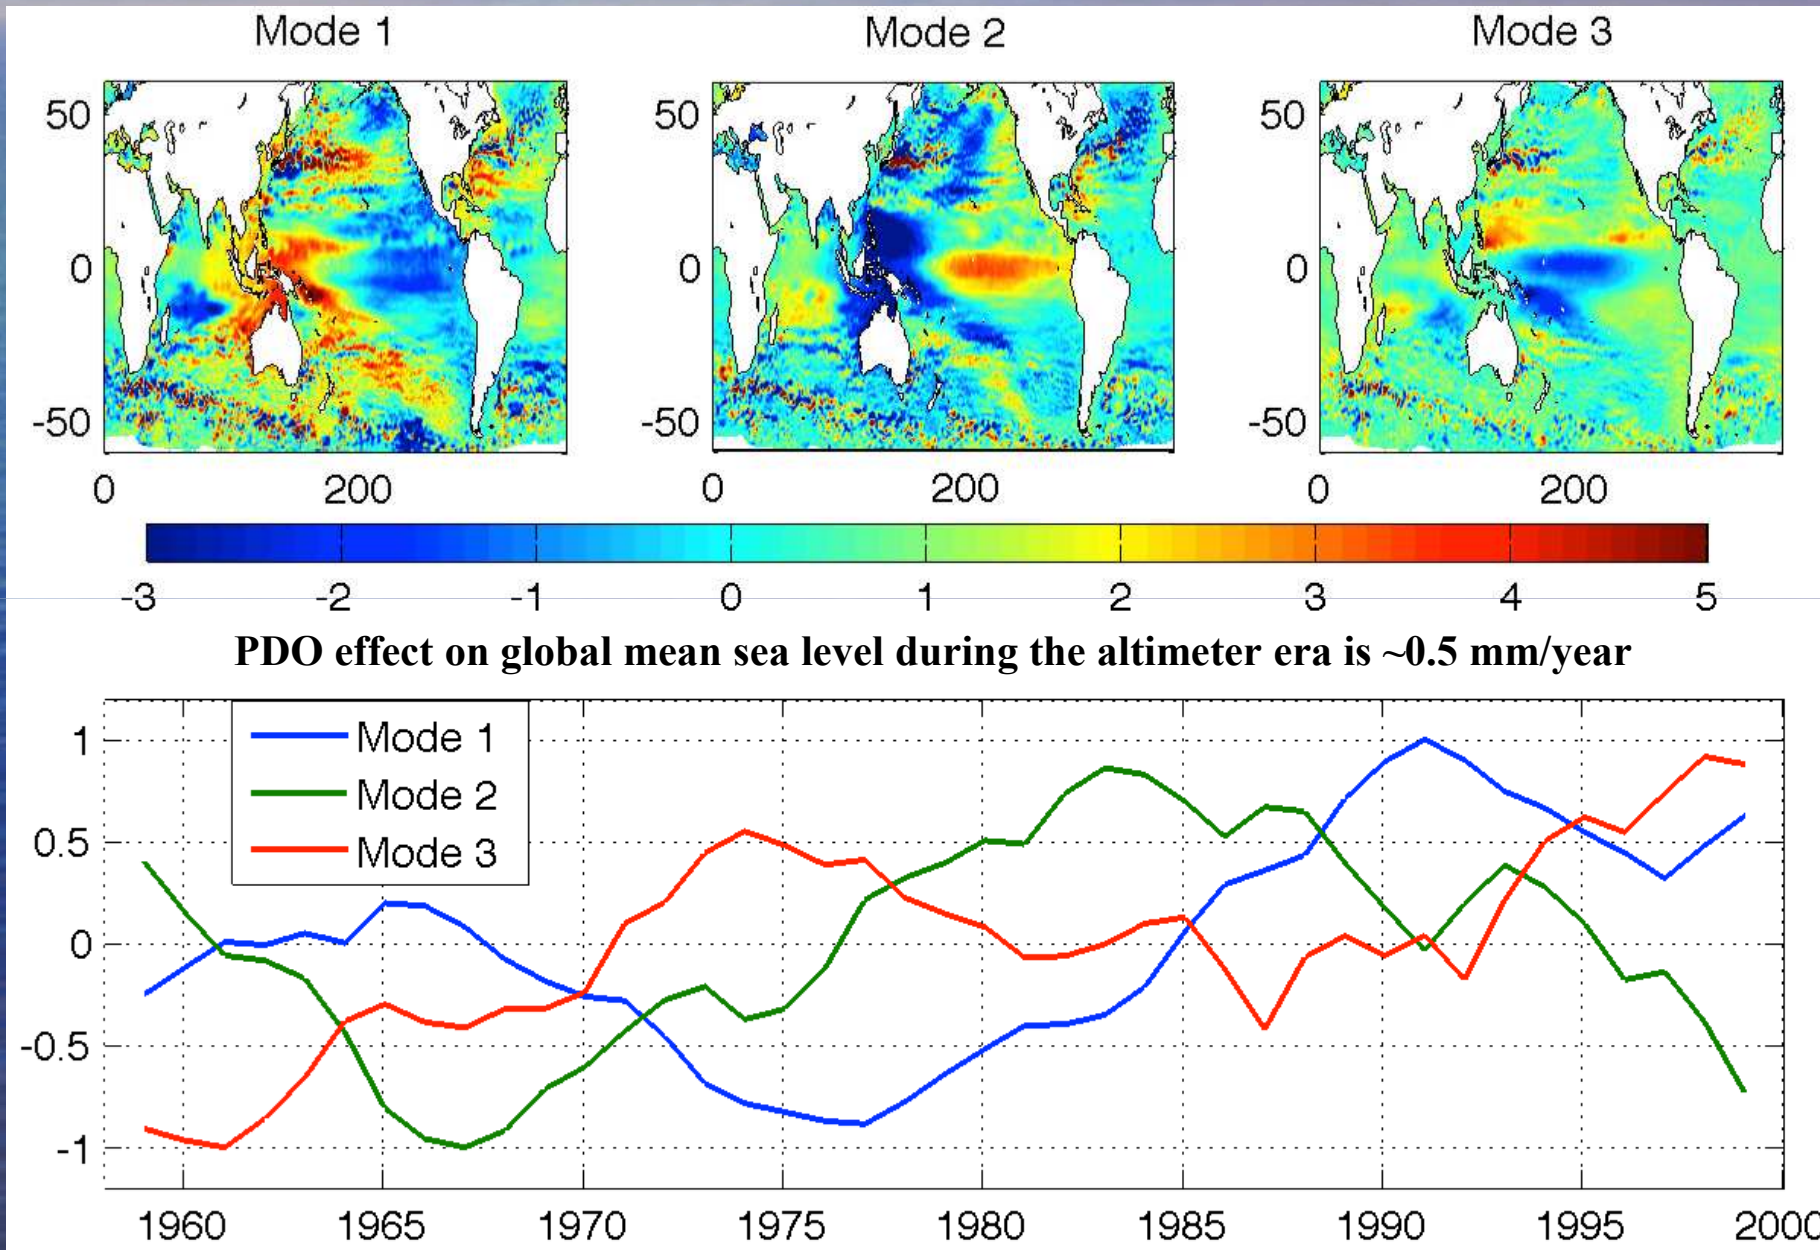 Mode 1 Mode 2 Mode 3
50 50 50
0 0 0
-50 -50 -50
0 200 0 200 0 200
-3 -2 -1 0 1 2 3 4 5
PDO effect on global mean sea level during the altimeter era is ~0.5 mm/year
Mode 1
Mode 2
Mode 3
1
0.5
0
-0.5
-1
1960 1965 1970 1975 1980 1985 1990 1995 2000